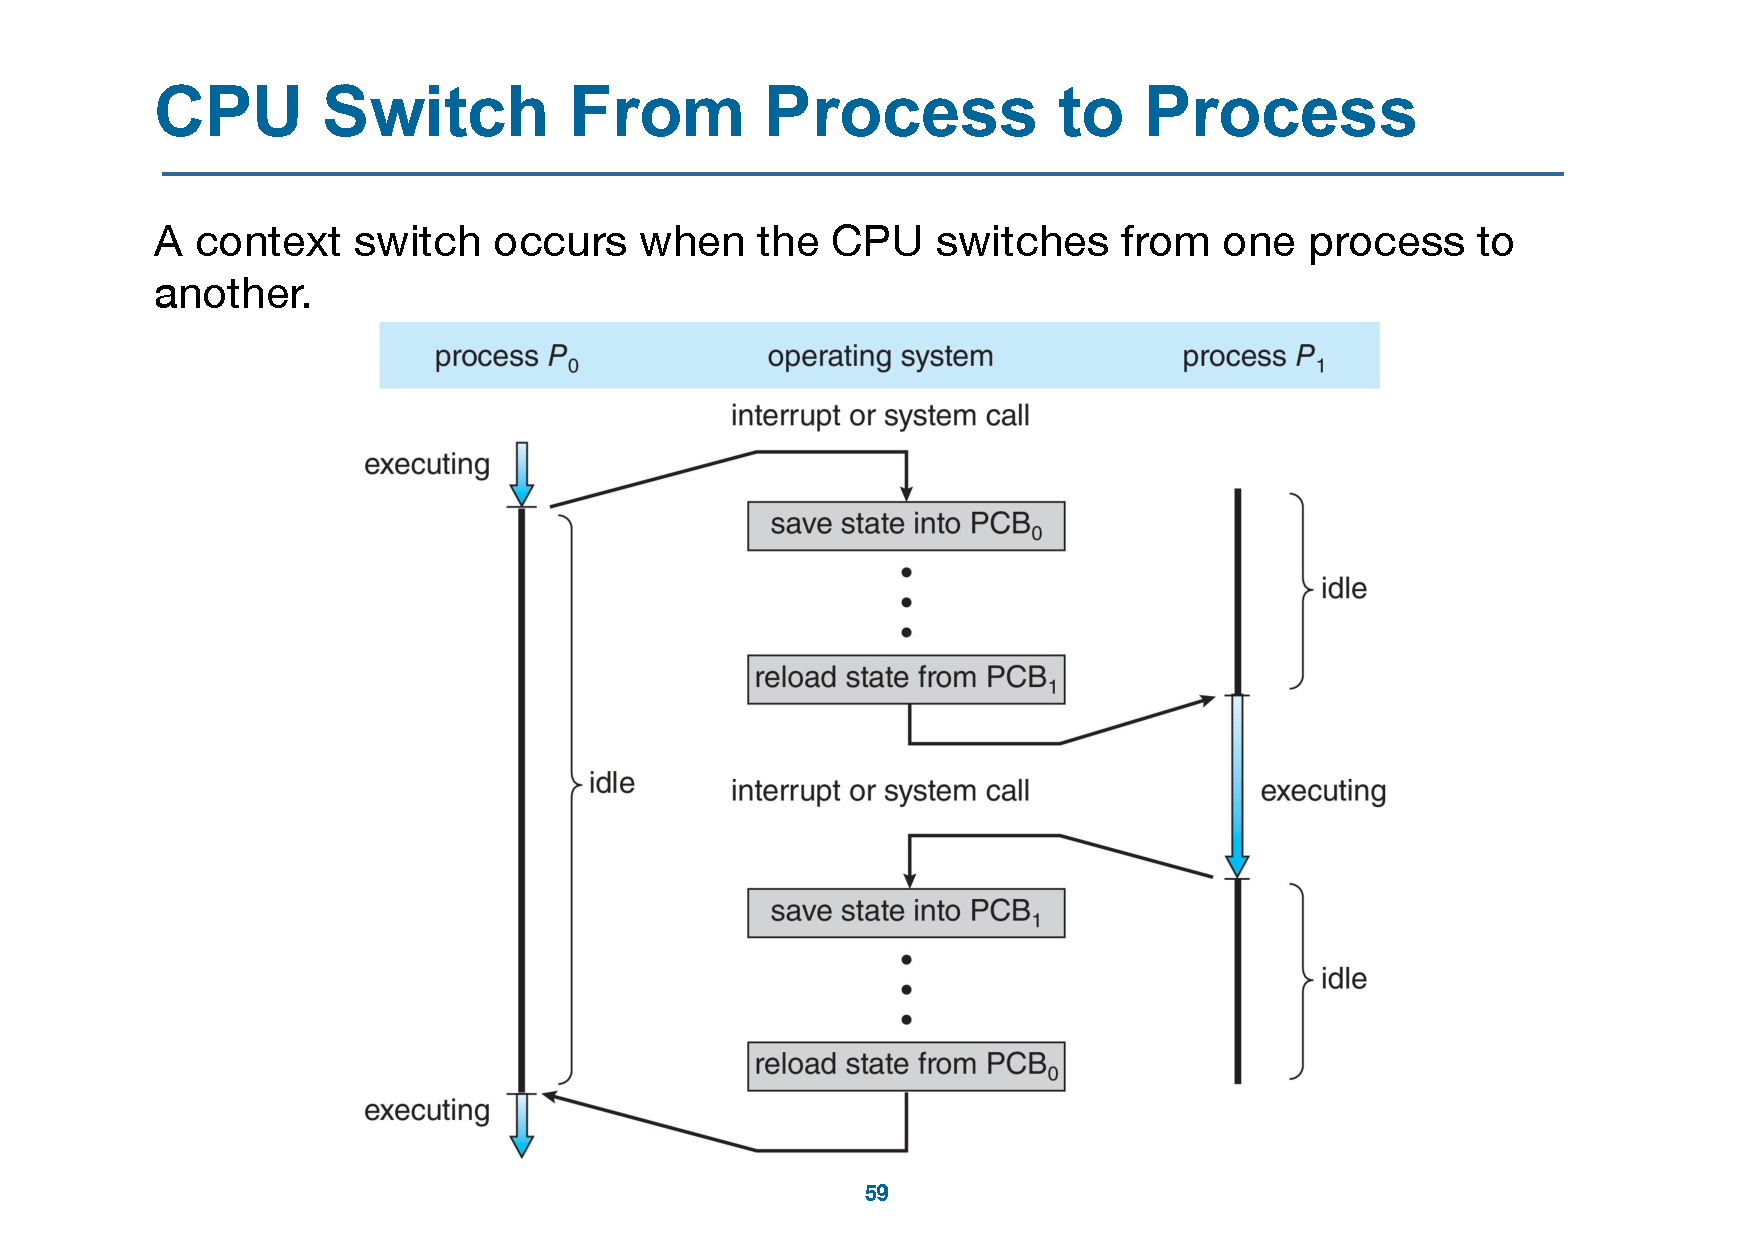 CPU Switch From Process to Process
A context switch occurs when the CPU switches from one process to
another.
process P0 operating system process P1
interrupt or system call
executing
save state into PCB0
idle
reload state from PCB1
idle
interrupt or system call
executing
save state into PCB1
idle
reload state from PCB0
executing
59